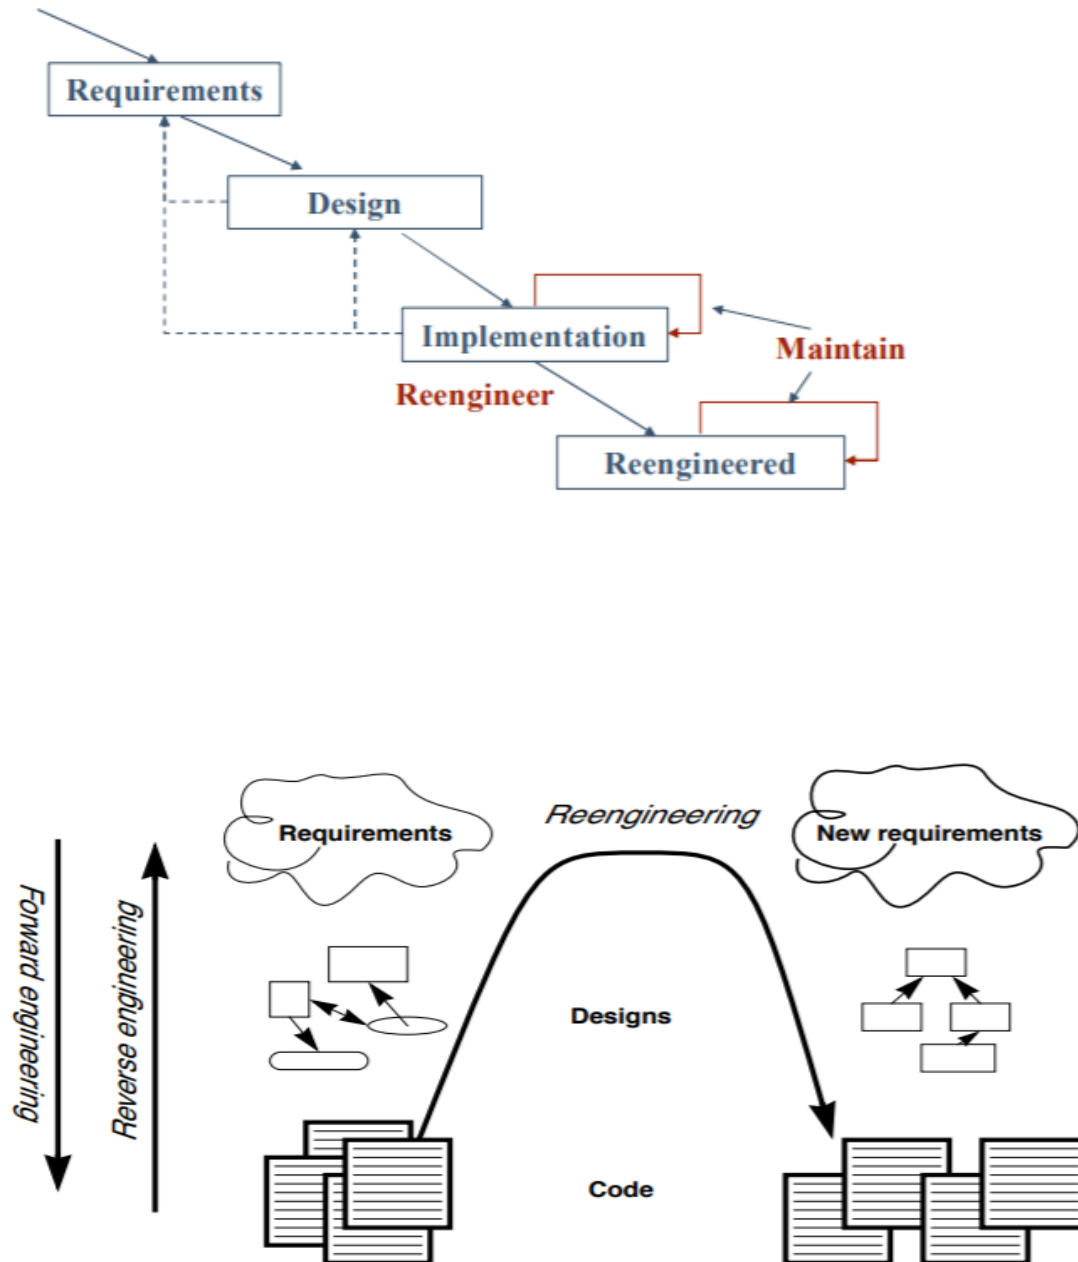 Requirements
Design
Implementation
Maintain
Reengineer
Reengineered
Reengineering
Requirements
New requirements
Forward engineering
Reverse engineering
Designs
Code